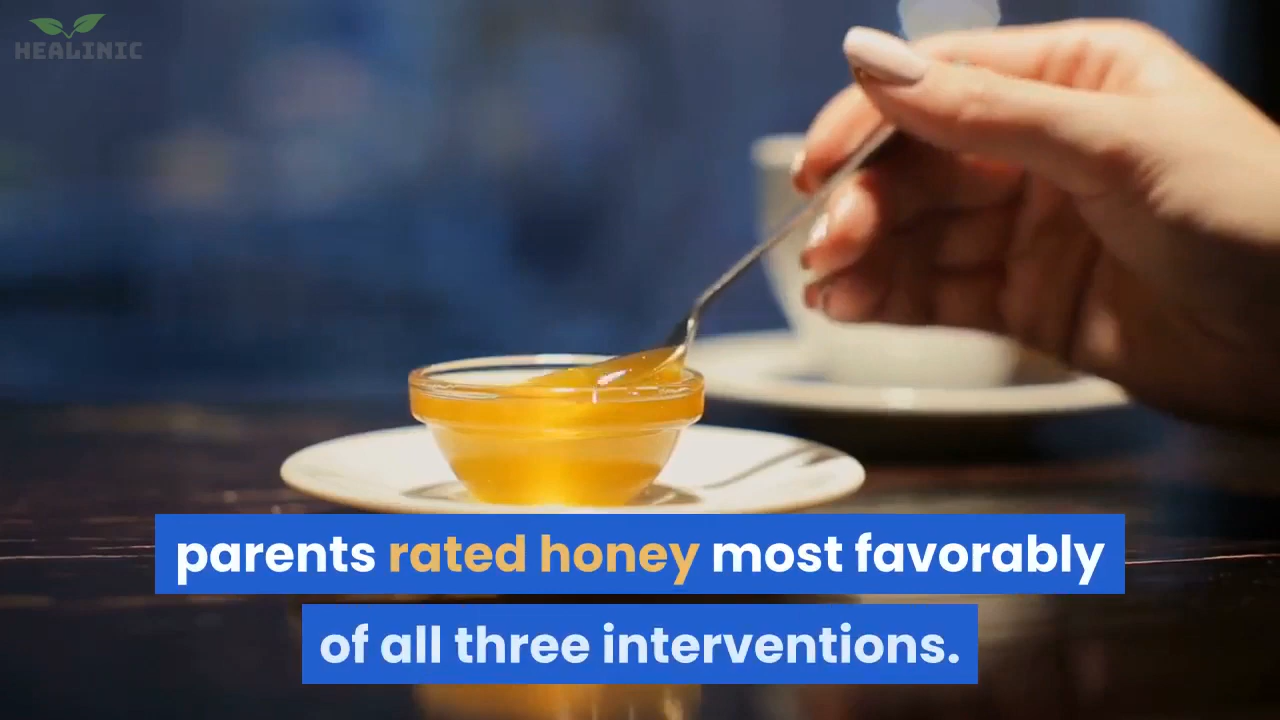 HEALINIC
parents rated honey most favorably
of all three interventions.